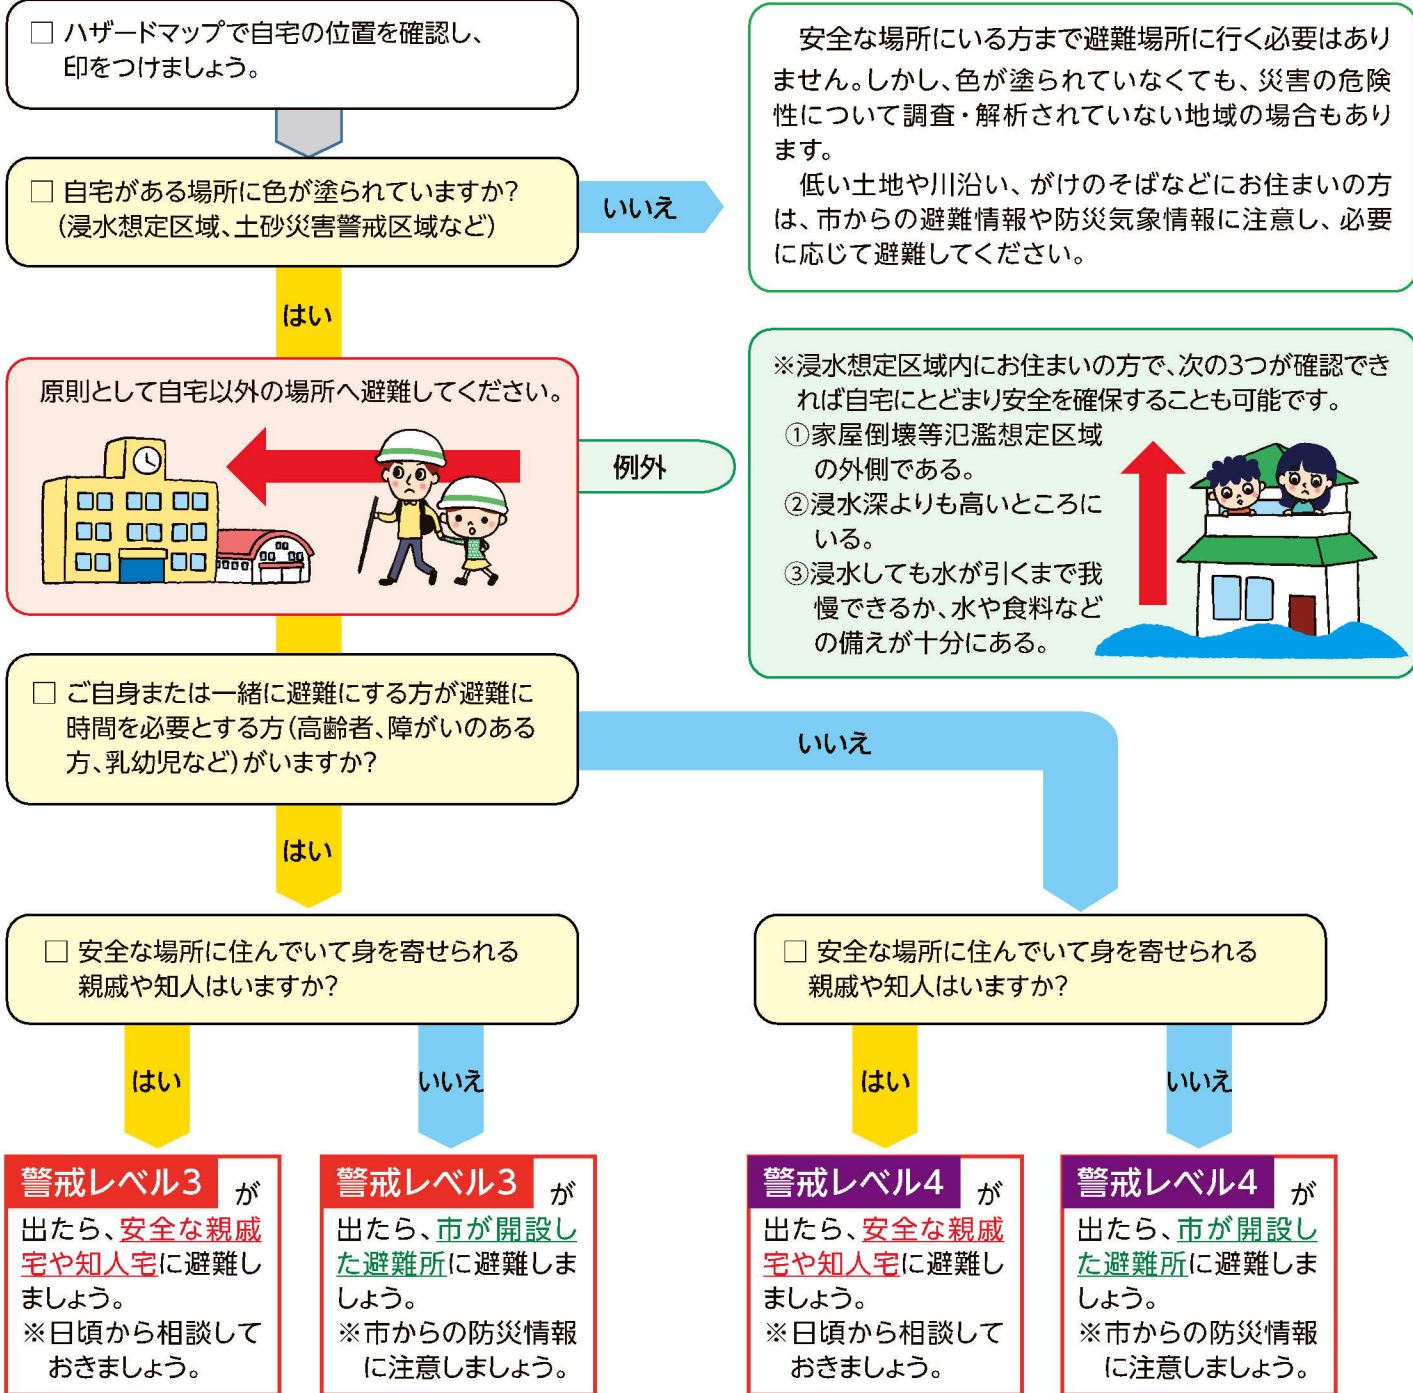 □ ハザードマップで自宅の位置を確認し、
印をつけましょう。
安全な場所にいる方まで避難場所に行く必要はあり
ません。しかし、色が塗られていなくても、災害の危険
性について調査・解析されていない地域の場合もあり
ます。
低い土地や川沿い、がけのそばなどにお住まいの方
は、市からの避難情報や防災気象情報に注意し、必要
に応じて避難してください。
□ 自宅がある場所に色が塗られていますか?
(浸水想定区域、土砂災害警戒区域など)
いいえ
はい
原則として自宅以外の場所へ避難してください。
例外
※浸水想定区域内にお住まいの方で、次の3つが確認でき
れば自宅にとどまり安全を確保することも可能です。
①家屋倒壊等氾濫想定区域
の外側である。
②浸水深よりも高いところに
いる。
③浸水しても水が引くまで我
慢できるか、水や食料など
の備えが十分にある。
□ ご自身または一緒に避難にする方が避難に
時間を必要とする方(高齢者、障がいのある
方、乳幼児など)がいますか?
いいえ
はい
□ 安全な場所に住んでいて身を寄せられる
親戚や知人はいますか?
□ 安全な場所に住んでいて身を寄せられる
親戚や知人はいますか?
はい
いいえ
はい
いいえ
警戒レベル3 が
出たら、安全な親戚
宅や知人宅に避難し
ましょう。
※日頃から相談して
おきましょう。
警戒レベル3 が
出たら、市が開設し
た避難所に避難しま
しょう。
※市からの防災情報
に注意しましょう。
警戒レベル4 が
出たら、安全な親戚
宅や知人宅に避難し
ましょう。
※日頃から相談して
おきましょう。
警戒レベル4 が
出たら、市が開設し
た避難所に避難しま
しょう。
※市からの防災情報
に注意しましょう。